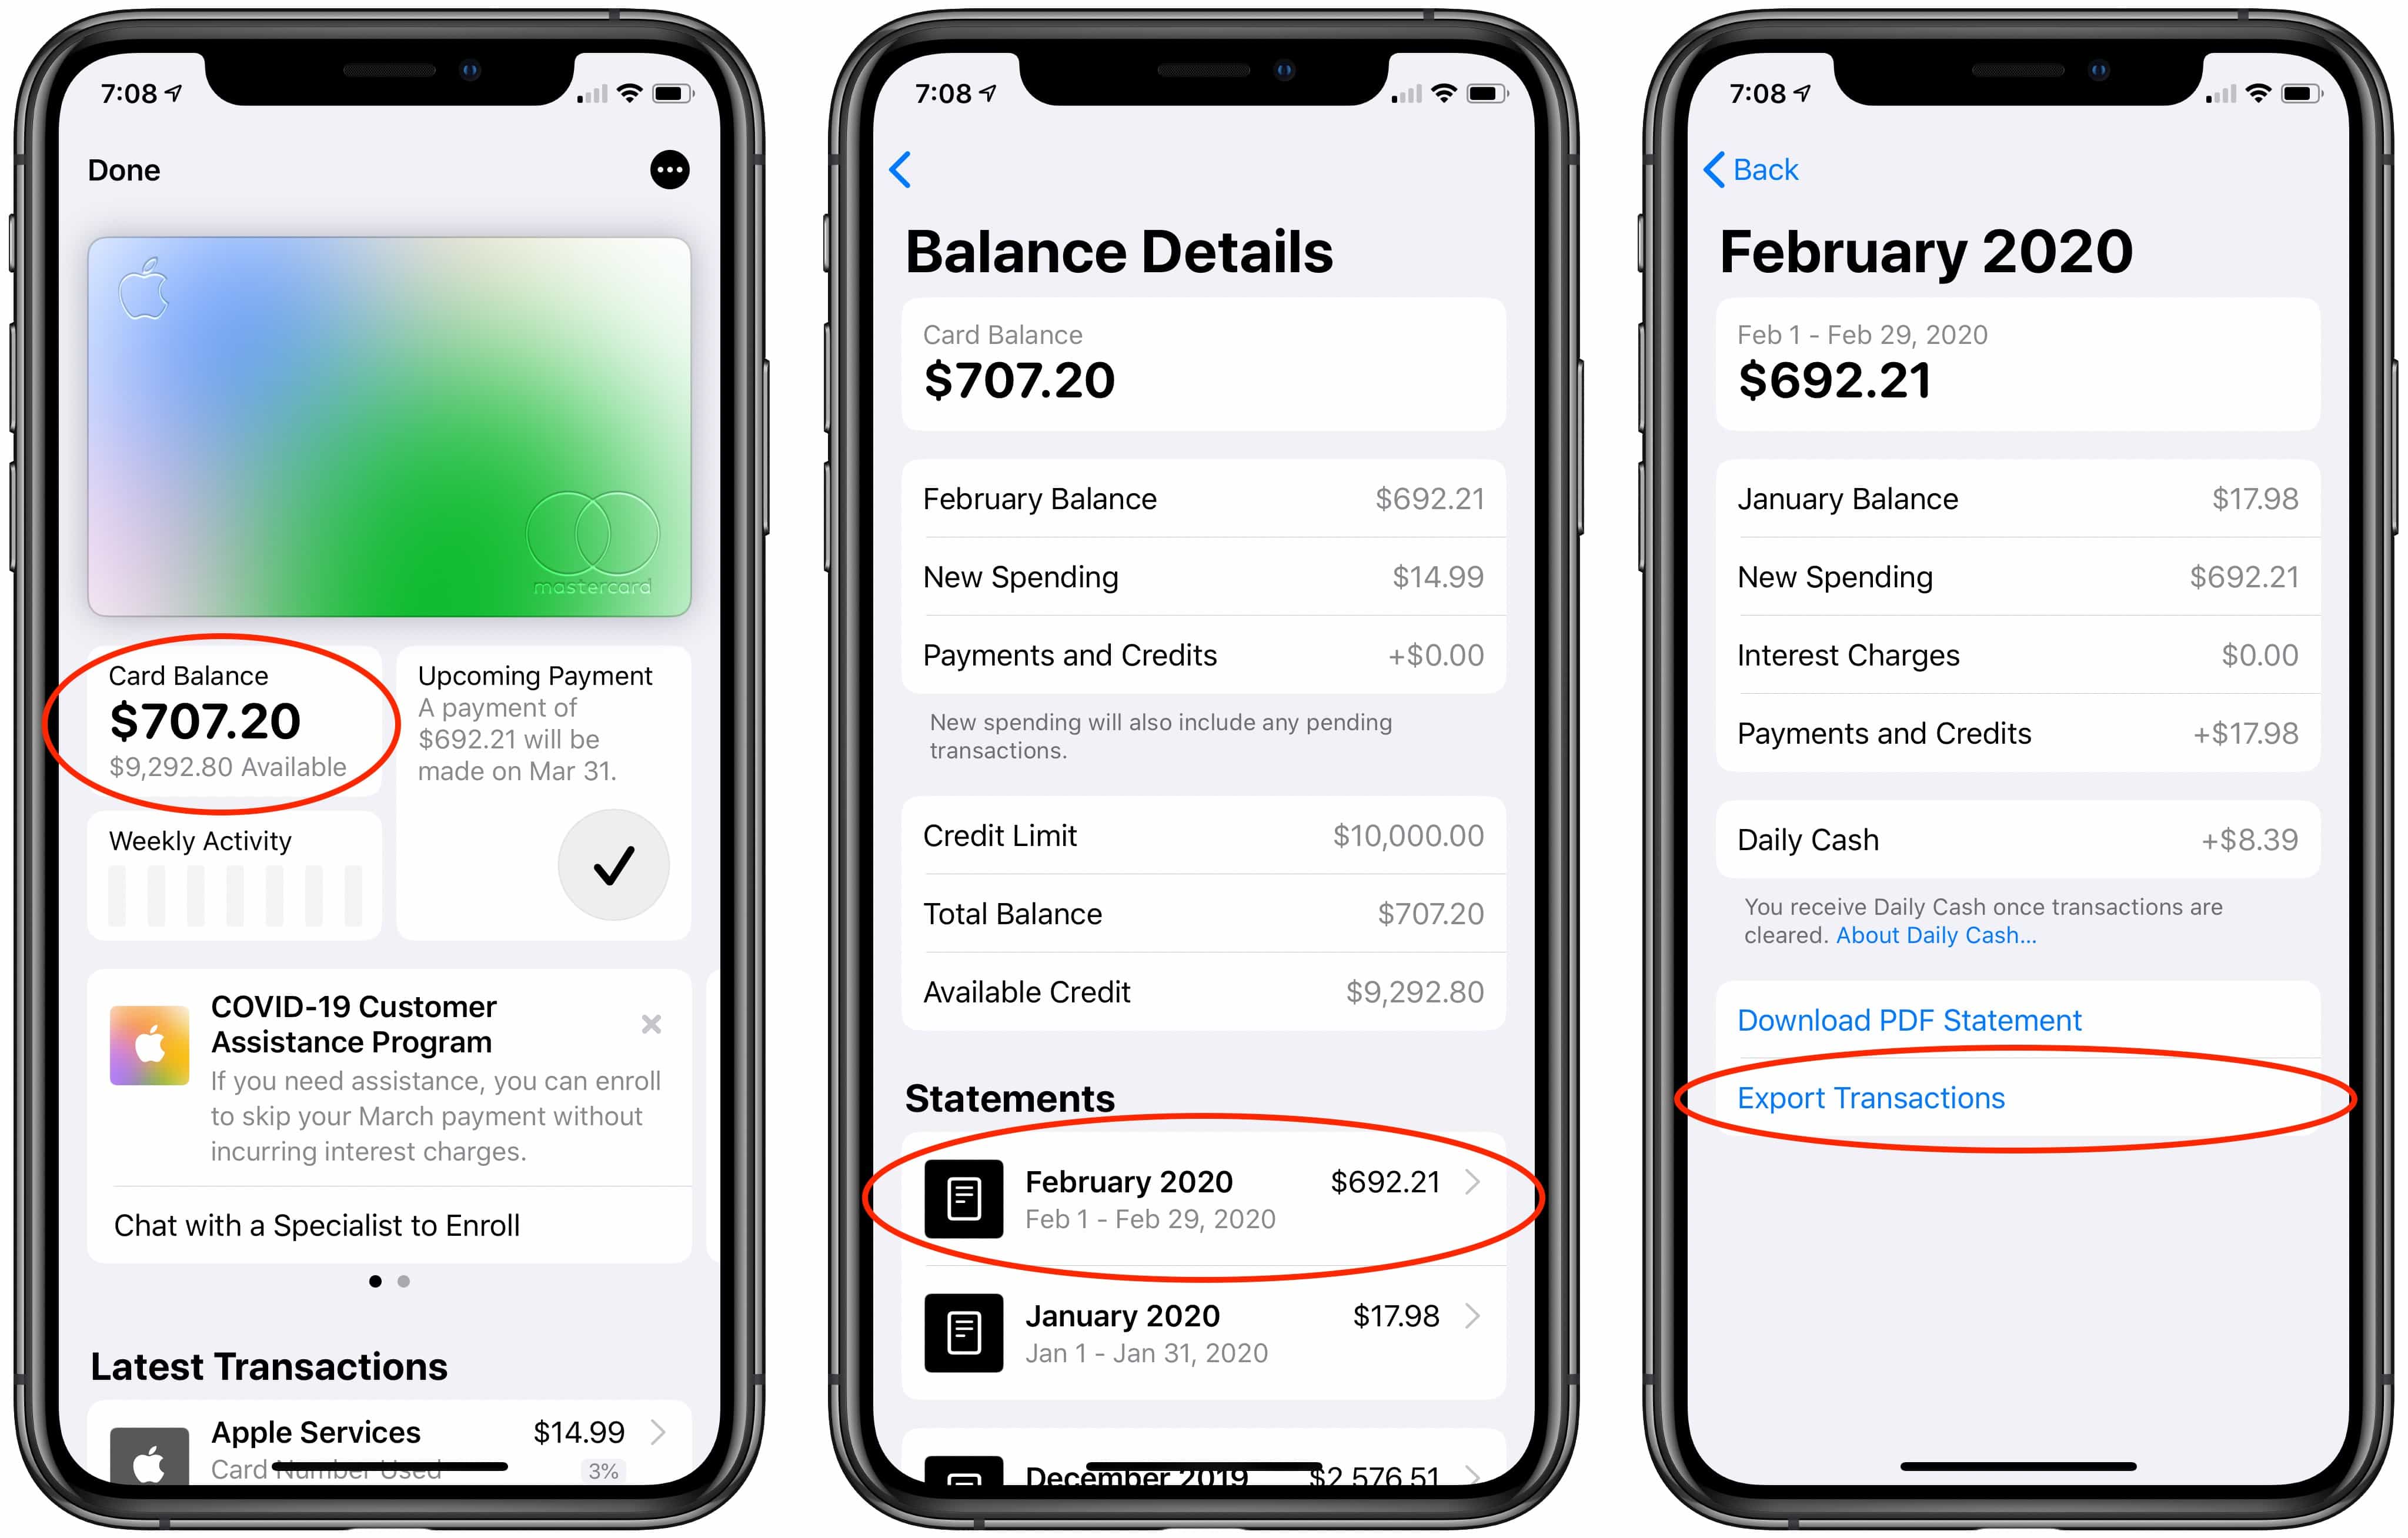 7:08
Done
mastercard
Card Balance
$707.20
$9,292.80 Available
Upcoming Payment
A payment of
$692.21 will be
made on Mar 31.
Weekly Activity
COVID-19 Customer
Assistance Program
If you need assistance, you can enroll
to skip your March payment without
incurring interest charges.
Chat with a Specialist to Enroll
Latest Transactions
Apple Services $14.99
Card Number Used 3%
7:08
Balance Details
Card Balance
$707.20
February Balance $692.21
New Spending $14.99
Payments and Credits +$0.00
New spending will also include any pending
transactions.
Credit Limit $10,000.00
Total Balance $707.20
Available Credit $9,292.80
Statements
February 2020 $692.21
Feb 1 - Feb 29, 2020
January 2020 $17.98
Jan 1 - Jan 31, 2020
December 2019 $2,576.51
7:08
Back
February 2020
Feb 1 - Feb 29, 2020
$692.21
January Balance $17.98
New Spending $692.21
Interest Charges $0.00
Payments and Credits +$17.98
Daily Cash +$8.39
You receive Daily Cash once transactions are
cleared. About Daily Cash...
Download PDF Statement
Export Transactions